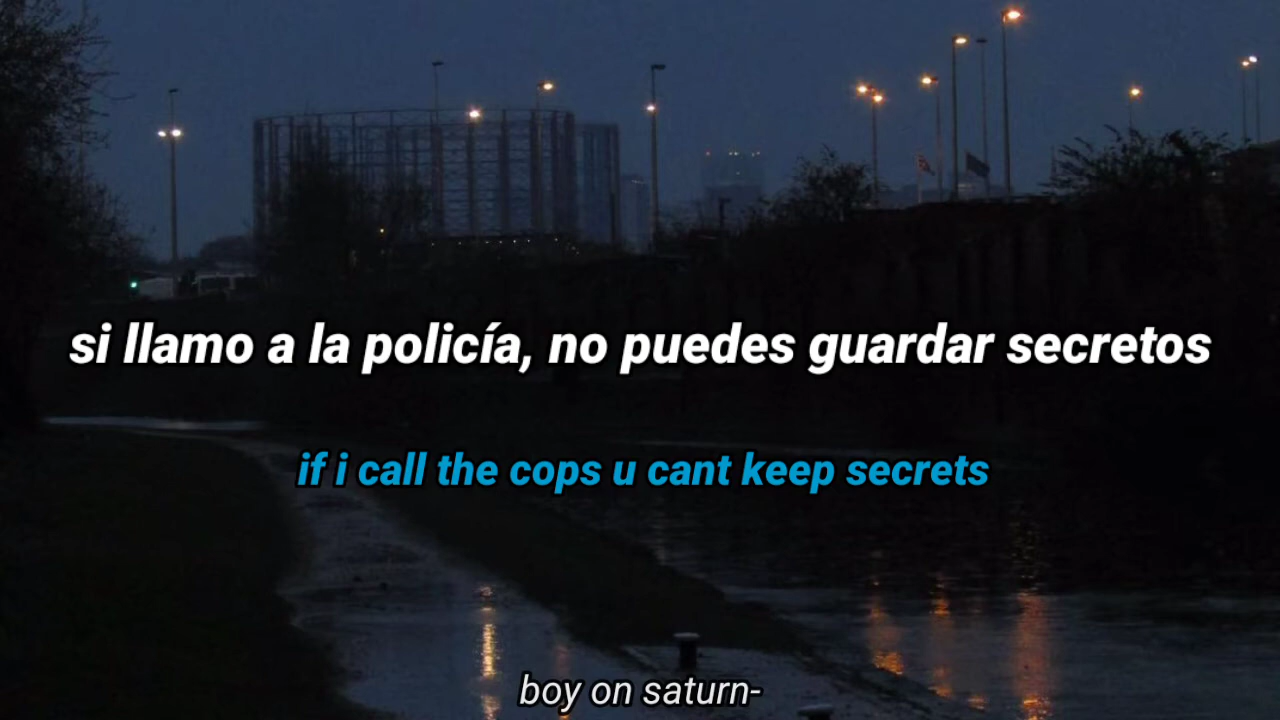 si llamo a la policía, no puedes guardar secretos
if i call the cops u cant keep secrets
boy on saturn-